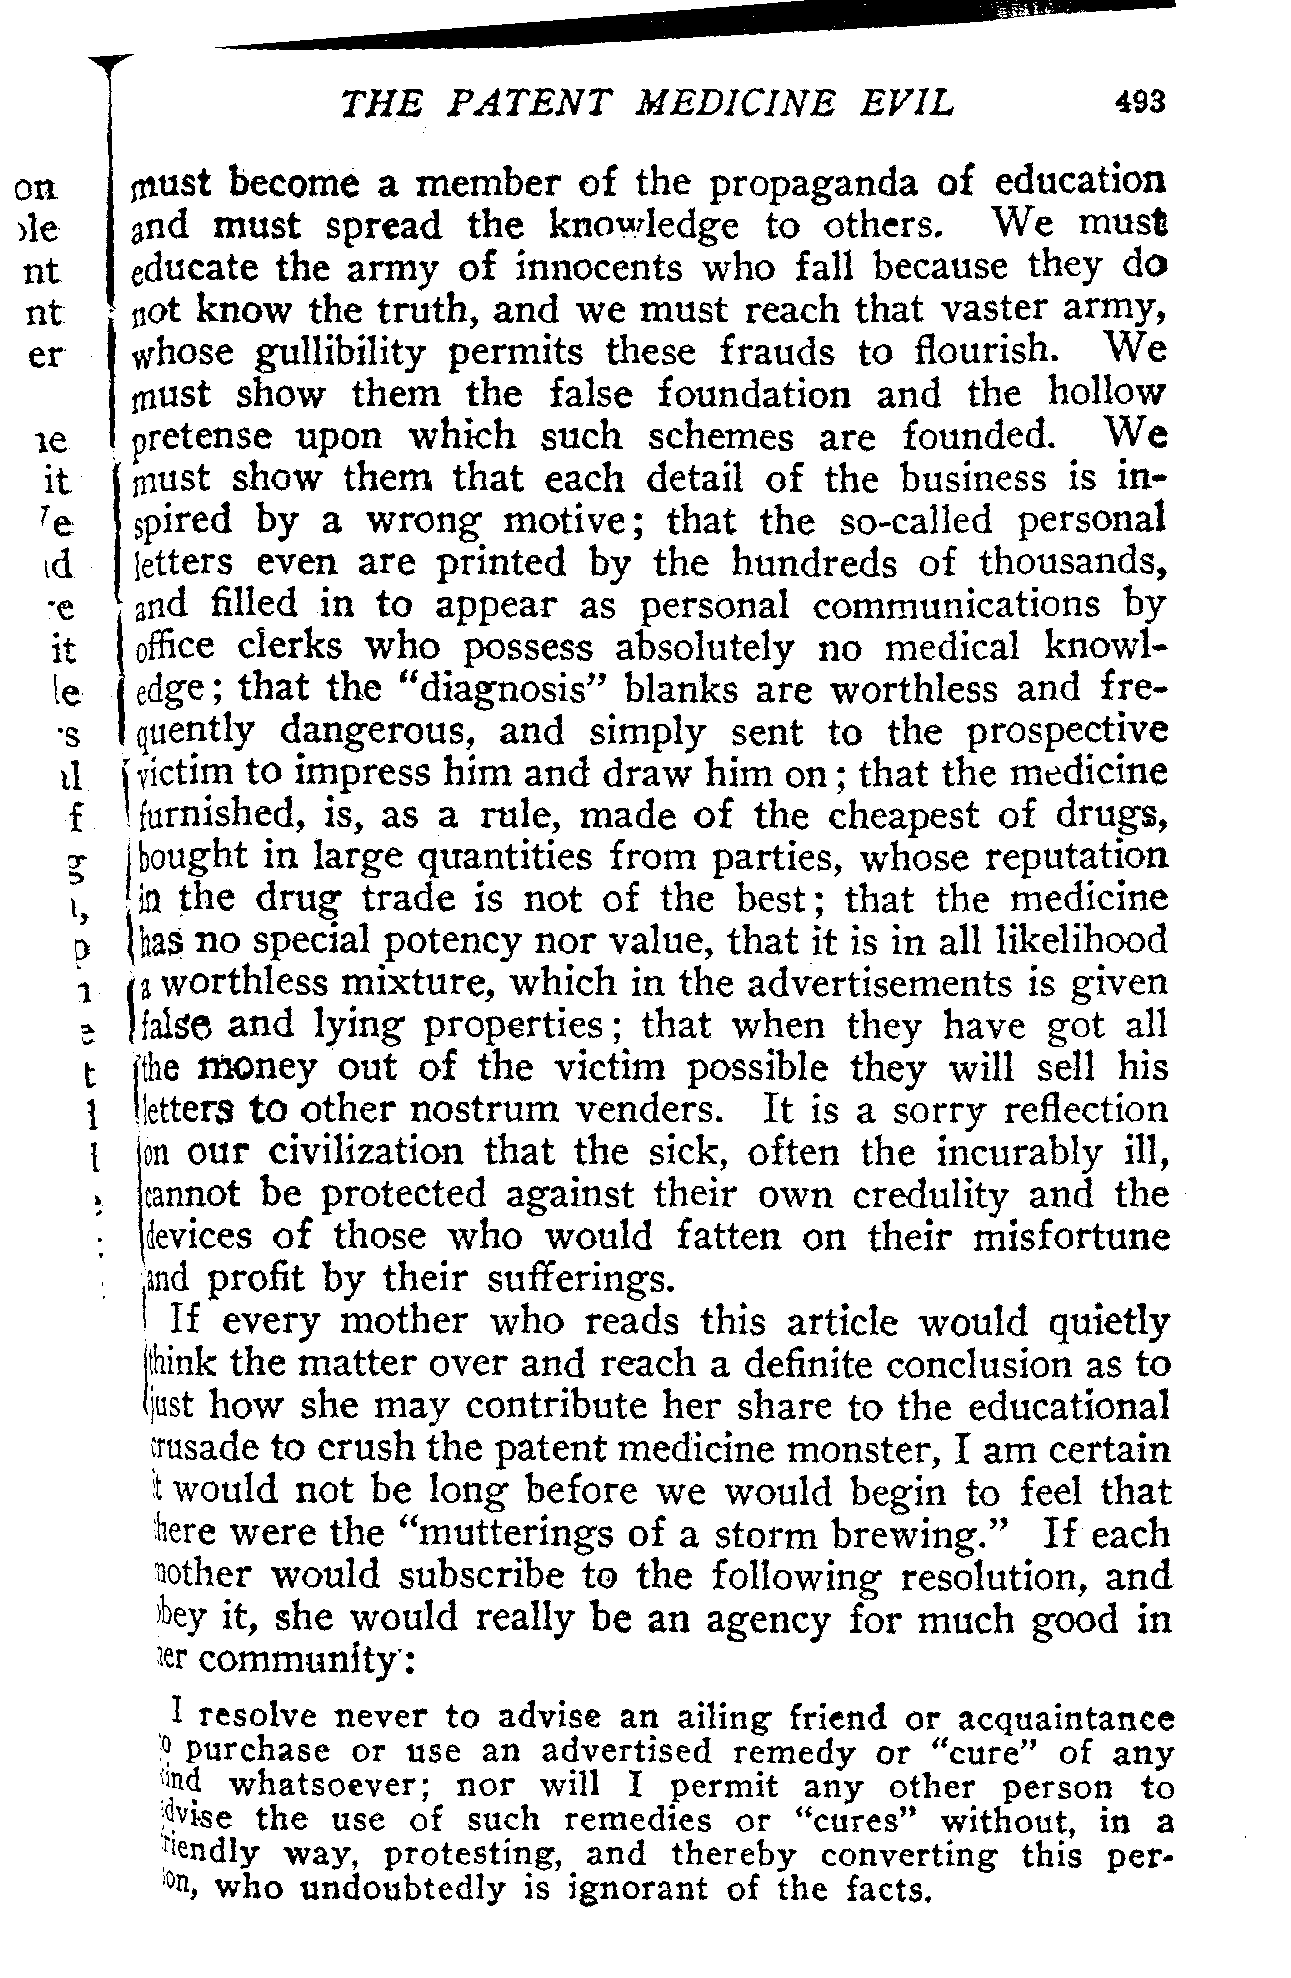 THE PATENT MEDICINE EVIL 493
must become a member of the propaganda of education
and must spread the knowledge to others. We must
educate the army of innocents who fall because they do
not know the truth, and we must reach that vaster army,
whose gullibility permits these frauds to flourish. We
must show them the false foundation and the hollow
pretense upon which such schemes are founded. We
must show them that each detail of the business is in-
spired by a wrong motive; that the so-called personal
letters even are printed by the hundreds of thousands,
and filled in to appear as personal communications by
office clerks who possess absolutely no medical knowl-
edge; that the "diagnosis" blanks are worthless and fre-
quently dangerous, and simply sent to the prospective
victim to impress him and draw him on; that the medicine
furnished, is, as a rule, made of the cheapest of drugs,
bought in large quantities from parties, whose reputation
in the drug trade is not of the best; that the medicine
has no special potency nor value, that it is in all likelihood
a worthless mixture, which in the advertisements is given
false and lying properties; that when they have got all
the money out of the victim possible they will sell his
letters to other nostrum venders. It is a sorry reflection
on our civilization that the sick, often the incurably ill,
cannot be protected against their own credulity and the
devices of those who would fatten on their misfortune
and profit by their sufferings.
If every mother who reads this article would quietly
think the matter over and reach a definite conclusion as to
just how she may contribute her share to the educational
crusade to crush the patent medicine monster, I am certain
it would not be long before we would begin to feel that
there were the "mutterings of a storm brewing." If each
mother would subscribe to the following resolution, and
obey it, she would really be an agency for much good in
her community:
I resolve never to advise an ailing friend or acquaintance
to purchase or use an advertised remedy or "cure" of any
kind whatsoever; nor will I permit any other person to
advise the use of such remedies or "cures" without, in a
friendly way, protesting, and thereby converting this per-
son, who undoubtedly is ignorant of the facts.